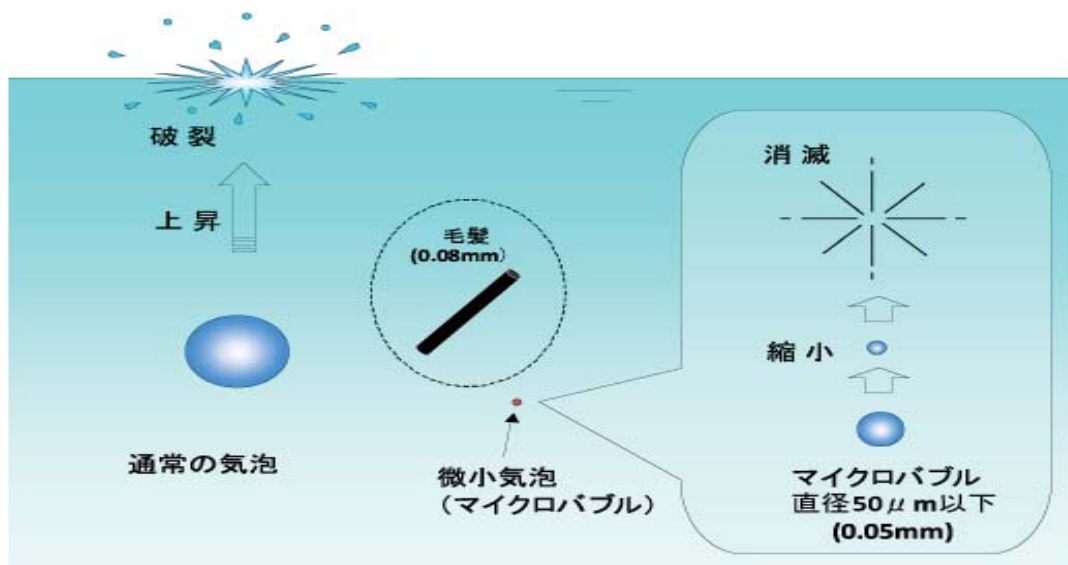 破裂
上昇
通常の気泡
毛髪
(0.08mm)
微小気泡
（マイクロバブル）
消滅
縮小
マイクロバブル
直径50μm以下
(0.05mm)